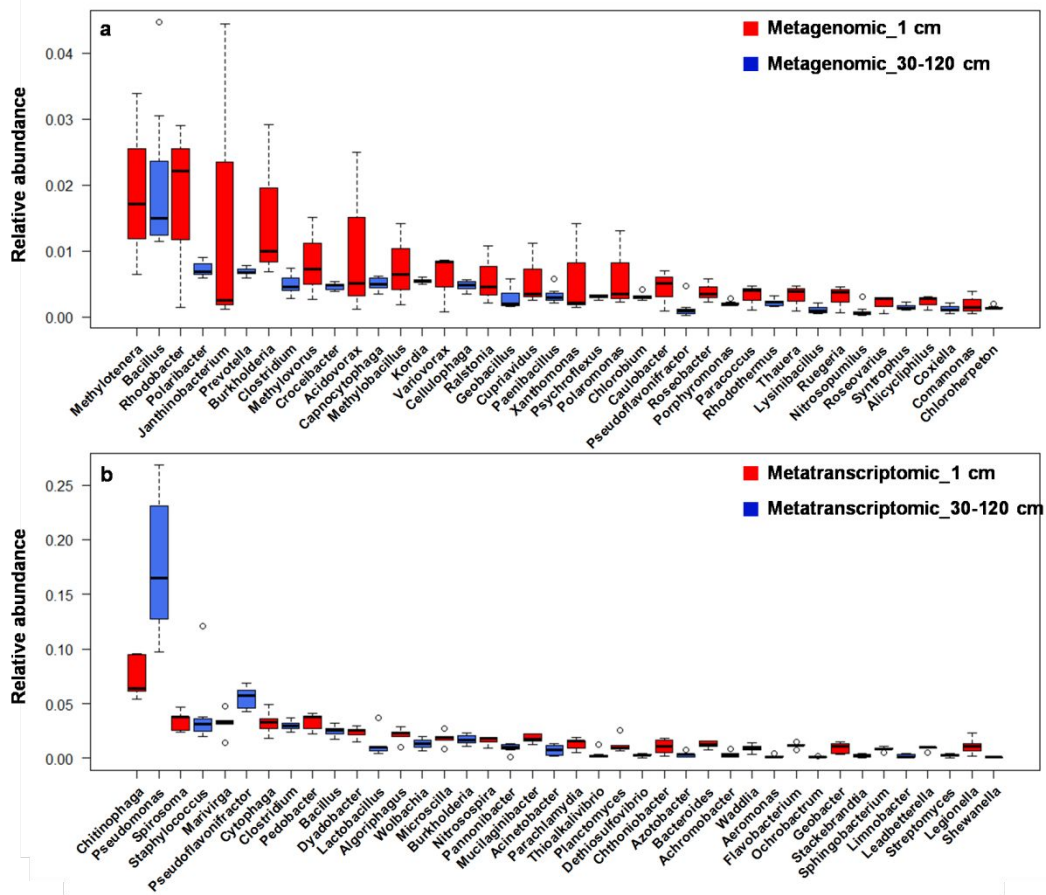 a
Metagenomic_1 cm
Metagenomic_30-120 cm
Relative abundance
0.04
0.03
0.02
0.01
0.00
Methylotenera
Bacillus
Rhodobacter
Polaribacter
Janthinobacterium
Prevotella
Burkholderia
Clostridium
Methylovorus
Croceibacter
Acidovorax
Capnocytophaga
Methylobacillus
Kordia
Variovorax
Cellulophaga
Ralstonia
Geobacillus
Cupriavidus
Paenibacillus
Xanthomonas
Psychroflexus
Polaromonas
Chlorobium
Caulobacter
Pseudoflavonifractor
Roseobacter
Porphyromonas
Paracoccus
Rhodothermus
Thauera
Lysinibacillus
Ruegeria
Nitrosopumilus
Roseovarius
Syntrophus
Alicycliphilus
Coxiella
Comamonas
Chloroherpeton
b
Metatranscriptomic_1 cm
Metatranscriptomic_30-120 cm
Relative abundance
0.25
0.20
0.15
0.10
0.05
0.00
Chitinophaga
Pseudomonas
Spirosoma
Staphylococcus
Marivirga
Pseudoflavonifractor
Cytophaga
Clostridium
Pedobacter
Bacillus
Dyadobacter
Lactobacillus
Algoriphagus
Wolbachia
Microscilla
Burkholderia
Nitrosospira
Pannonibacter
Mucilaginibacter
Acinetobacter
Parachlamydia
Thioalkalivibrio
Planctomyces
Dethiosulfovibrio
Chthoniobacter
Azotobacter
Bacteroides
Achromobacter
Waddlia
Aeromonas
Flavobacterium
Ochrobactrum
Geobacter
Stackebrandtia
Sphingobacterium
Limnobacter
Leadbetterella
Streptomyces
Legionella
Shewanella